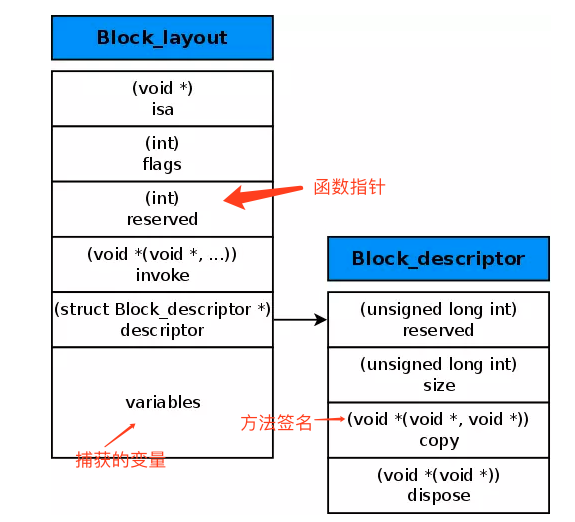 Block_layout
(void *)
isa
(int)
flags
(int)
reserved
函数指针
(void *(void *, ...))
invoke
(struct Block_descriptor *)
descriptor
variables
捕获的变量
Block_descriptor
(unsigned long int)
reserved
(unsigned long int)
size
方法签名
(void *(void *, void *))
copy
(void *(void *))
dispose